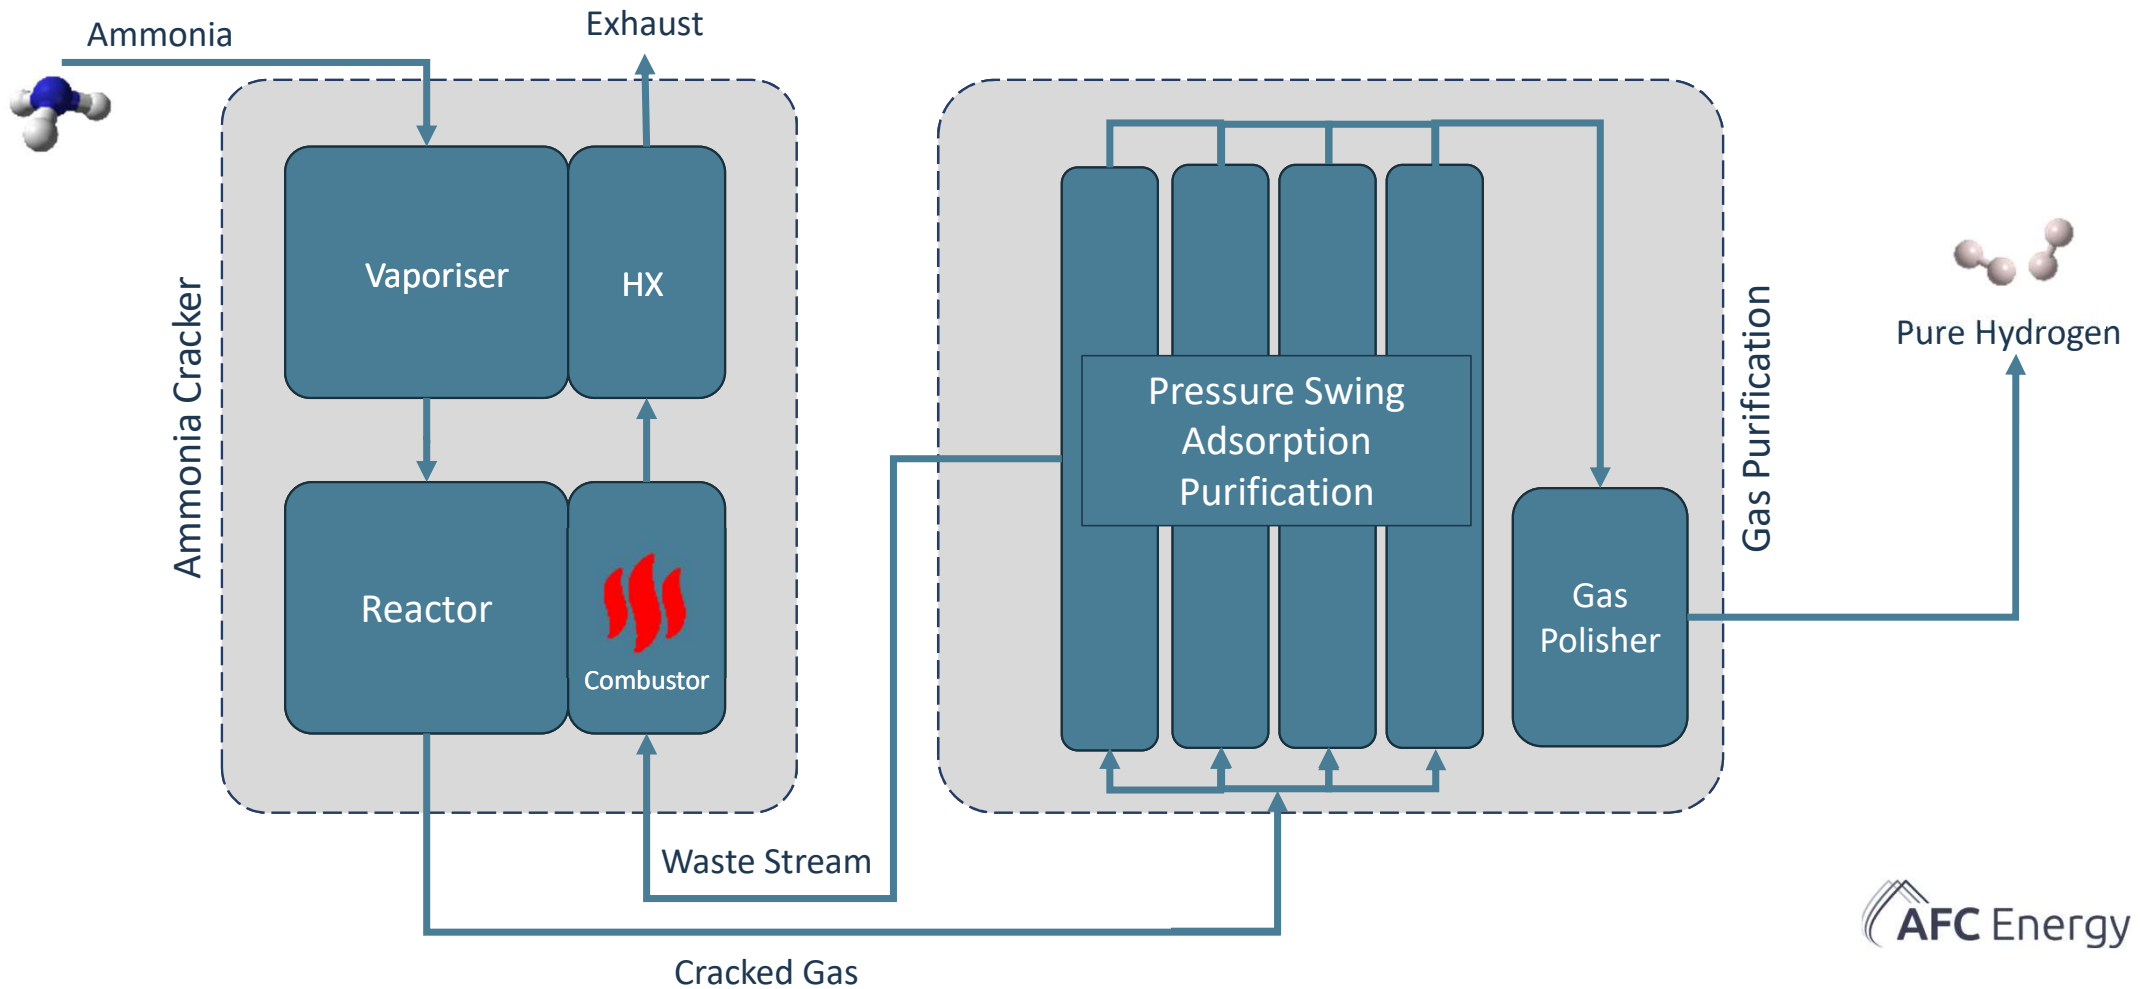 Ammonia
Exhaust
Ammonia Cracker
Vaporiser
HX
Reactor
Combustor
Waste Stream
Cracked Gas
Pressure Swing
Adsorption
Purification
Gas
Polisher
Gas Purification
Pure Hydrogen
AFC Energy